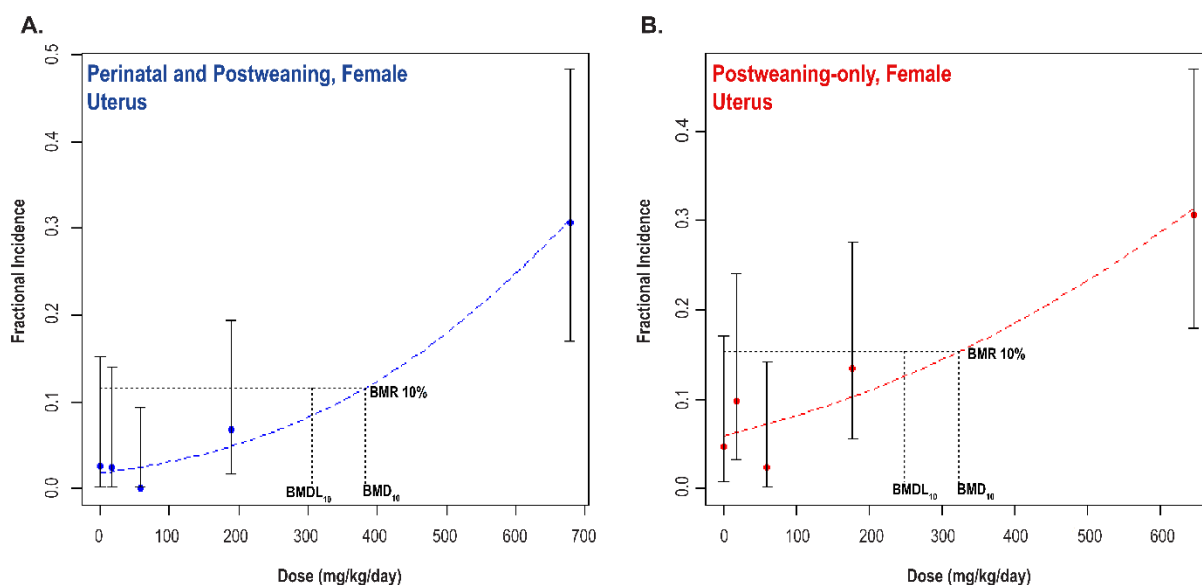 A.
Perinatal and Postweaning, Female
Uterus
Fractional Incidence
0.5
0.4
0.3
0.2
0.1
0.0
BMR 10%
BMDL₁₀
BMD₁₀
0 100 200 300 400 500 600 700
Dose (mg/kg/day)
B.
Postweaning-only, Female
Uterus
Fractional Incidence
0.4
0.3
0.2
0.1
0.0
BMR 10%
BMDL₁₀
BMD₁₀
0 100 200 300 400 500 600
Dose (mg/kg/day)